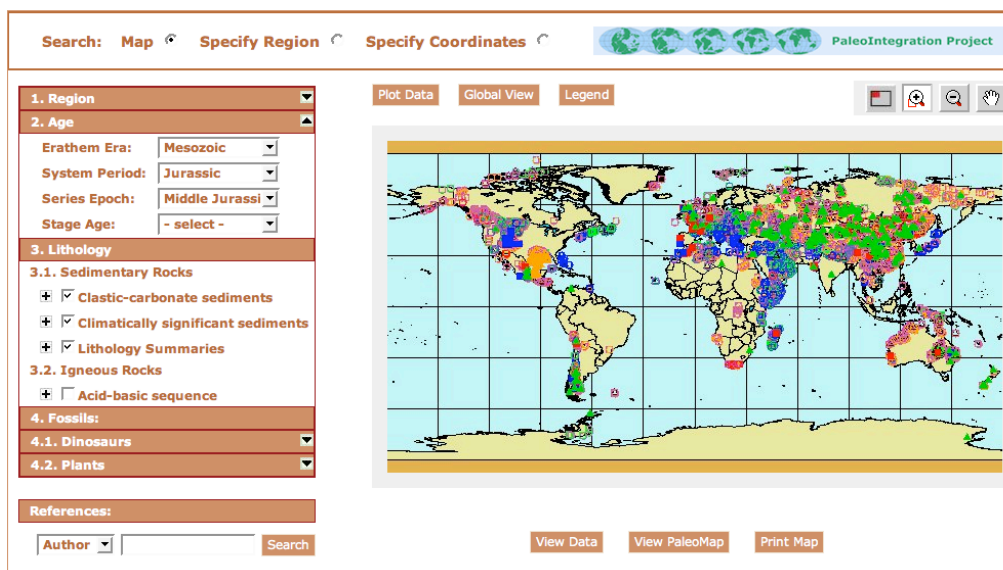 Search: Map Specify Region Specify Coordinates PaleoIntegration Project
Plot Data Global View Legend
1. Region
2. Age
Erathem Era: Mesozoic
System Period: Jurassic
Series Epoch: Middle Jurassi
Stage Age: - select -
3. Lithology
3.1. Sedimentary Rocks
Clastic-carbonate sediments
Climatically significant sediments
Lithology Summaries
3.2. Igneous Rocks
Acid-basic sequence
4. Fossils:
4.1. Dinosaurs
4.2. Plants
References:
Author Search
View Data View PaleoMap Print Map